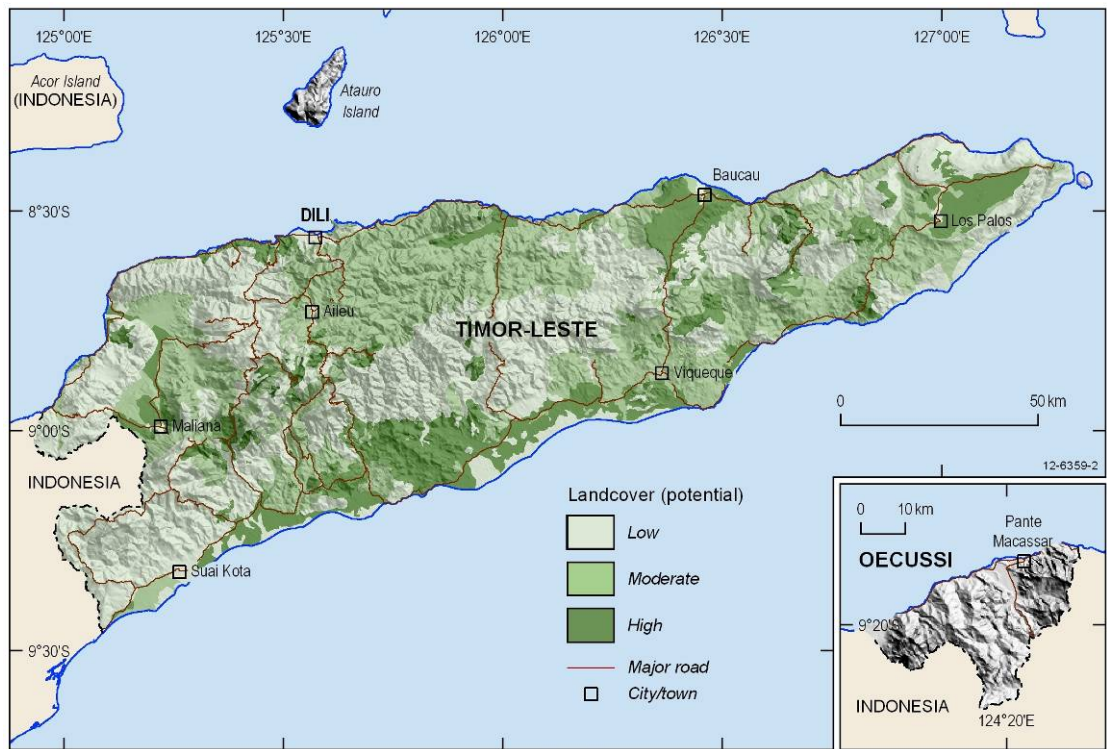 125°00'E
125°30'E
126°00'E
126°30'E
127°00'E
Acor Island
(INDONESIA)
Atauro
Island
Baucau
8°30'S
DILI
Los Palos
Aileu
TIMOR-LESTE
Viqueque
0
50 km
9°00'S
Maliana
INDONESIA
12-6359-2
Landcover (potential)
Low
Moderate
High
Major road
City/town
Suai Kota
9°30'S
0
10 km
Pante
Macassar
OECUSSI
9°20'S
INDONESIA
124°20'E